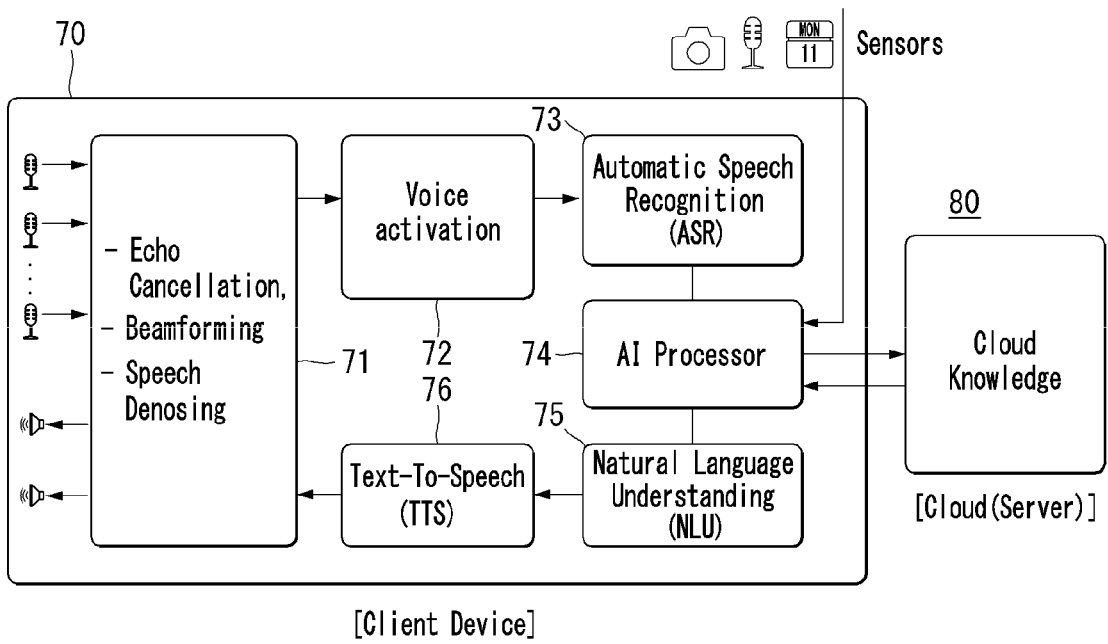 70
MON
11
Sensors
73
Automatic Speech
Recognition
(ASR)
Voice
activation
80
- Echo
Cancellation,
- Beamforming
- Speech
Denosing
71
72
74
AI Processor
Cloud
Knowledge
76
75
Text-To-Speech
(TTS)
Natural Language
Understanding
(NLU)
[Cloud(Server)]
[Client Device]